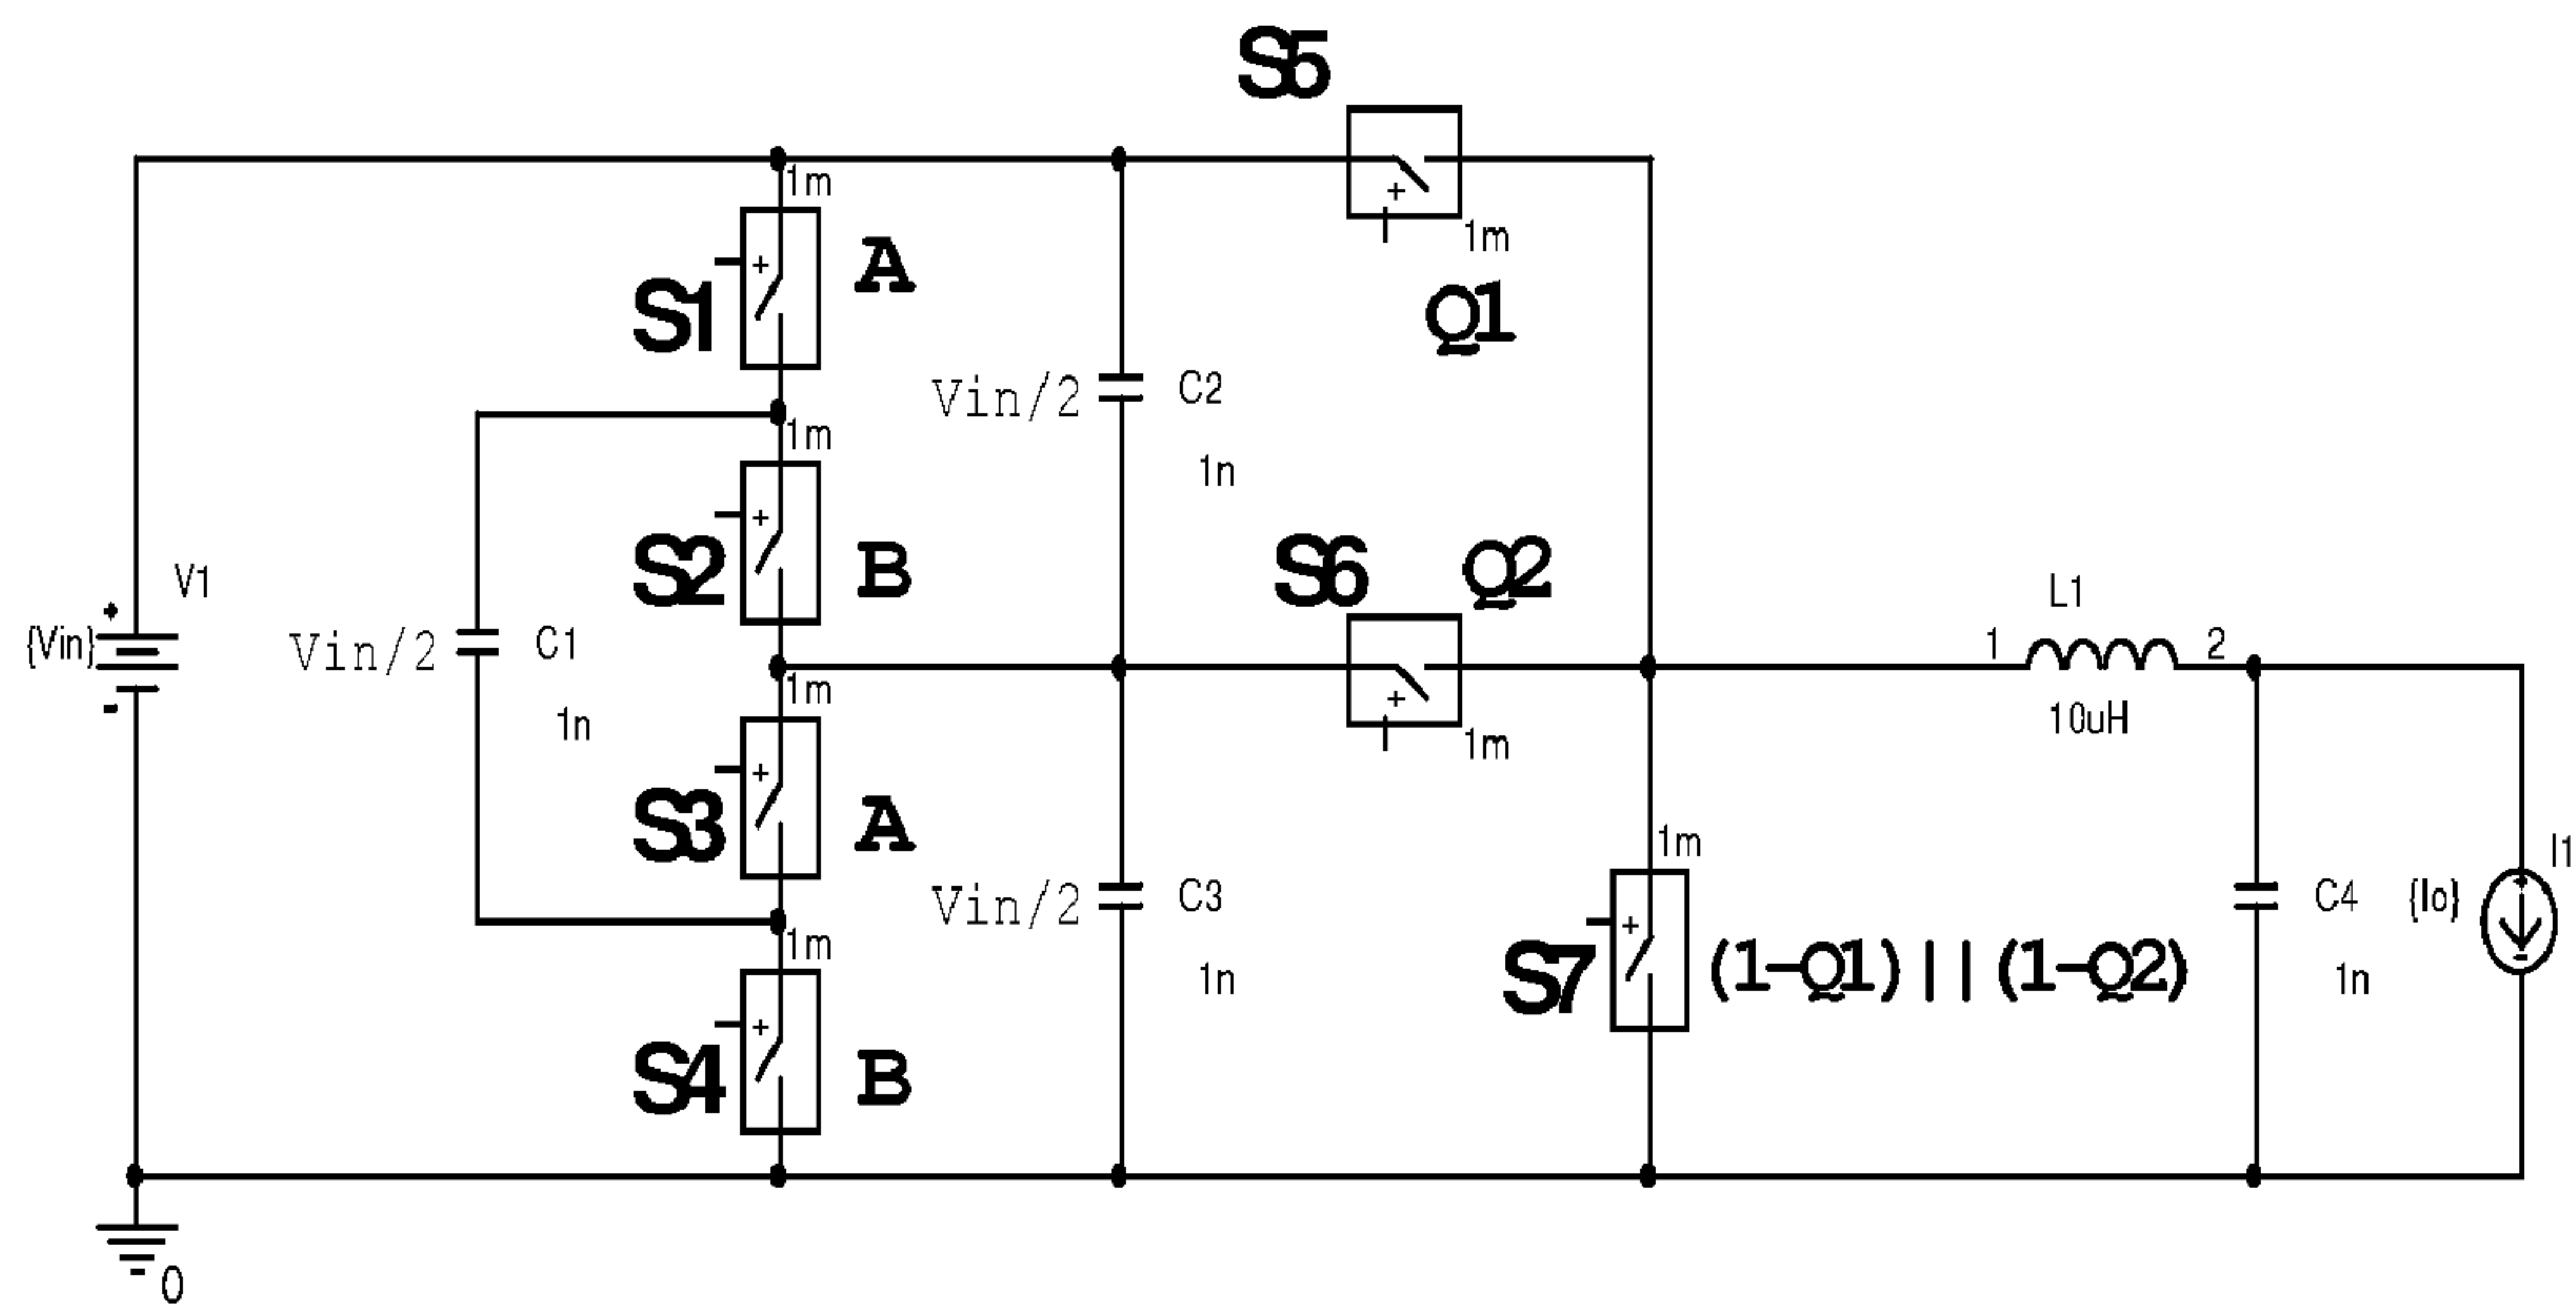 S5
1m
Q1
1m
S1
A
1m
S2
B
Vin/2
C2
1n
V1
{Vin}
+
-
Vin/2
C1
1n
S6
Q2
1m
L1
1
2
10uH
1m
S3
A
Vin/2
C3
1n
1m
S4
B
1m
S7
(1-Q1)||(1-Q2)
C4
1n
I1
{Io}
0